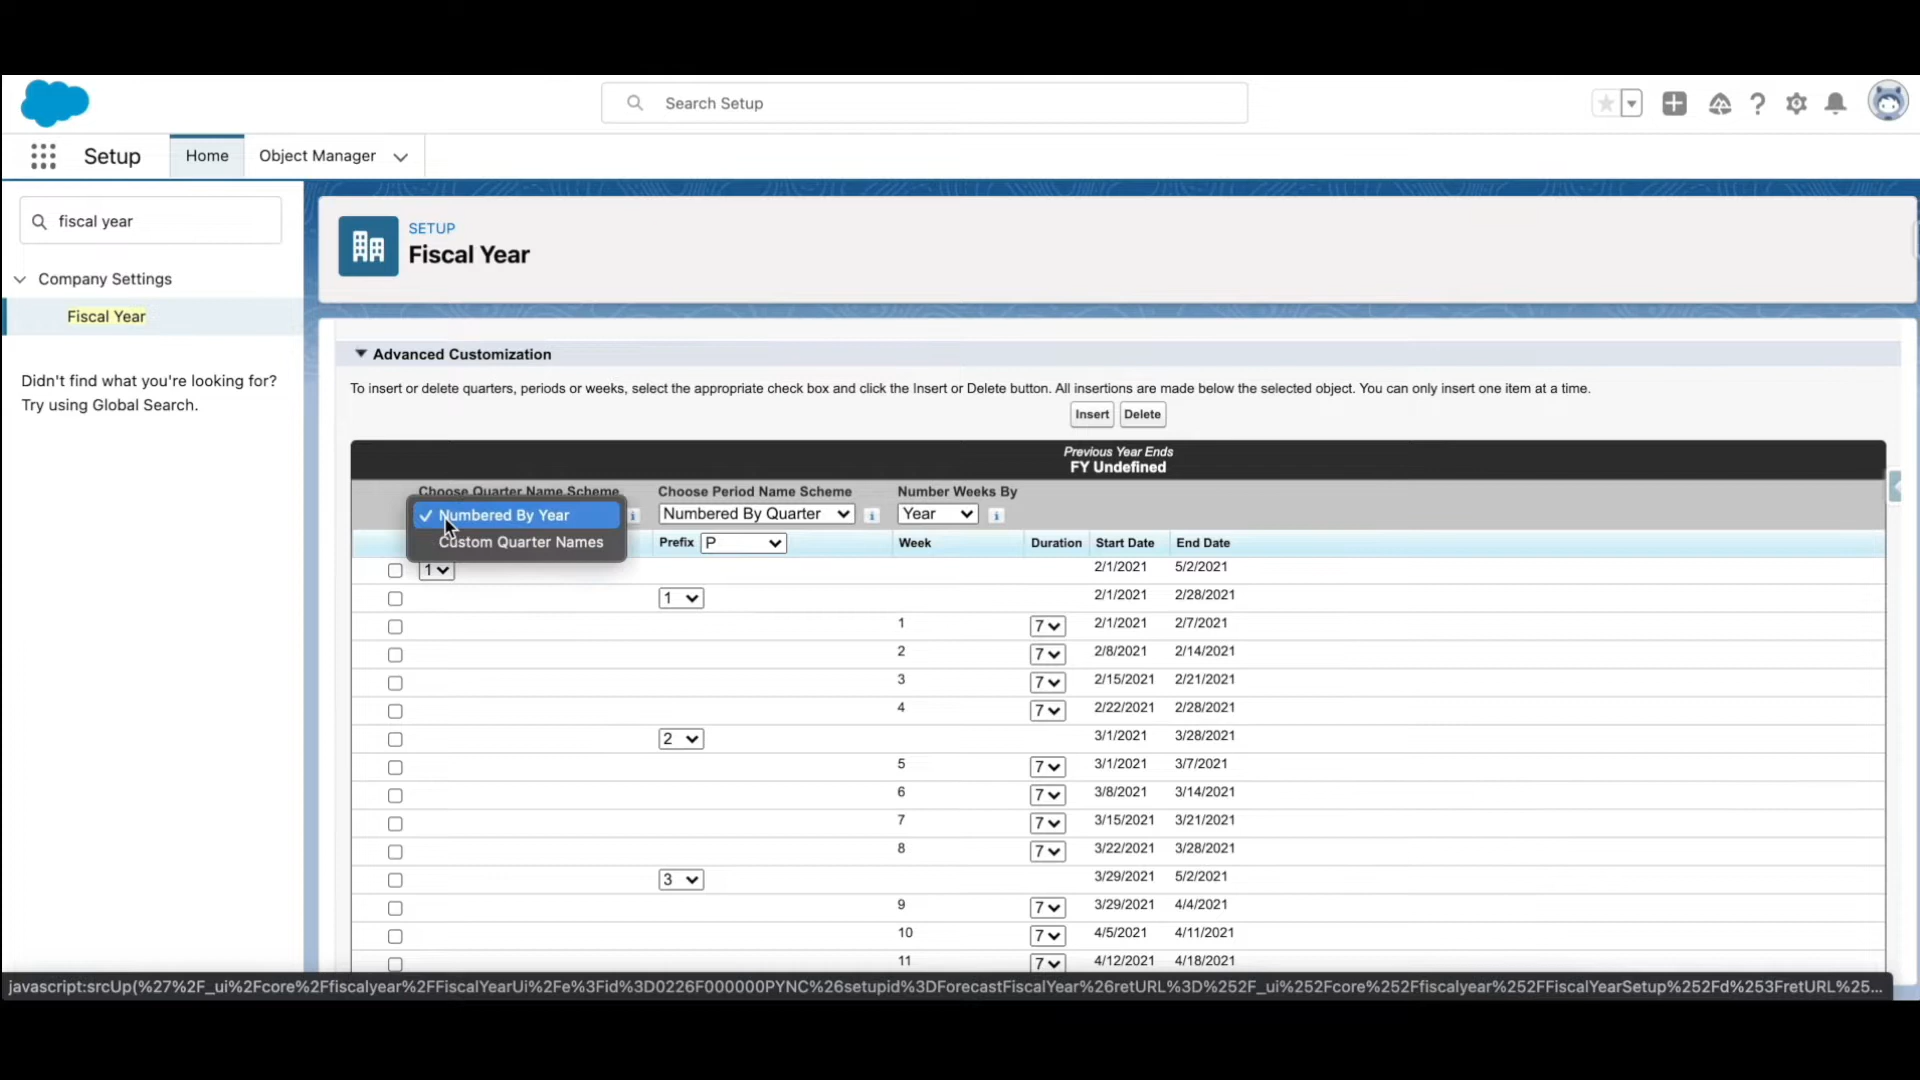 Search Setup
Setup
Home
Object Manager
fiscal year
Company Settings
Fiscal Year
Didn't find what you're looking for?
Try using Global Search.
SETUP
Fiscal Year
Advanced Customization
To insert or delete quarters, periods or weeks, select the appropriate check box and click the Insert or Delete button. All insertions are made below the selected object. You can only insert one item at a time.
Insert Delete
Previous Year Ends
FY Undefined
Choose Quarter Name Scheme Choose Period Name Scheme Number Weeks By
Numbered By Year Numbered By Quarter Year
Custom Quarter Names Prefix P Week Duration Start Date End Date
1 2/1/2021 5/2/2021
1 2/1/2021 2/28/2021
1 7 2/1/2021 2/7/2021
2 7 2/8/2021 2/14/2021
3 7 2/15/2021 2/21/2021
4 7 2/22/2021 2/28/2021
2 3/1/2021 3/28/2021
5 7 3/1/2021 3/7/2021
6 7 3/8/2021 3/14/2021
7 7 3/15/2021 3/21/2021
8 7 3/22/2021 3/28/2021
3 3/29/2021 5/2/2021
9 7 3/29/2021 4/4/2021
10 7 4/5/2021 4/11/2021
11 7 4/12/2021 4/18/2021
javascript:srcUp(%27%2F_ui%2Fcore%2Ffiscalyear%2FFiscalYearUi%2Fe%3Fid%3D0226F000000PYNC%26setupid%3DForecastFiscalYear%26retURL%3D%252F_ui%252Fcore%252Ffiscalyear%252FFiscalYearSetup%252Fd%253FretURL%25...